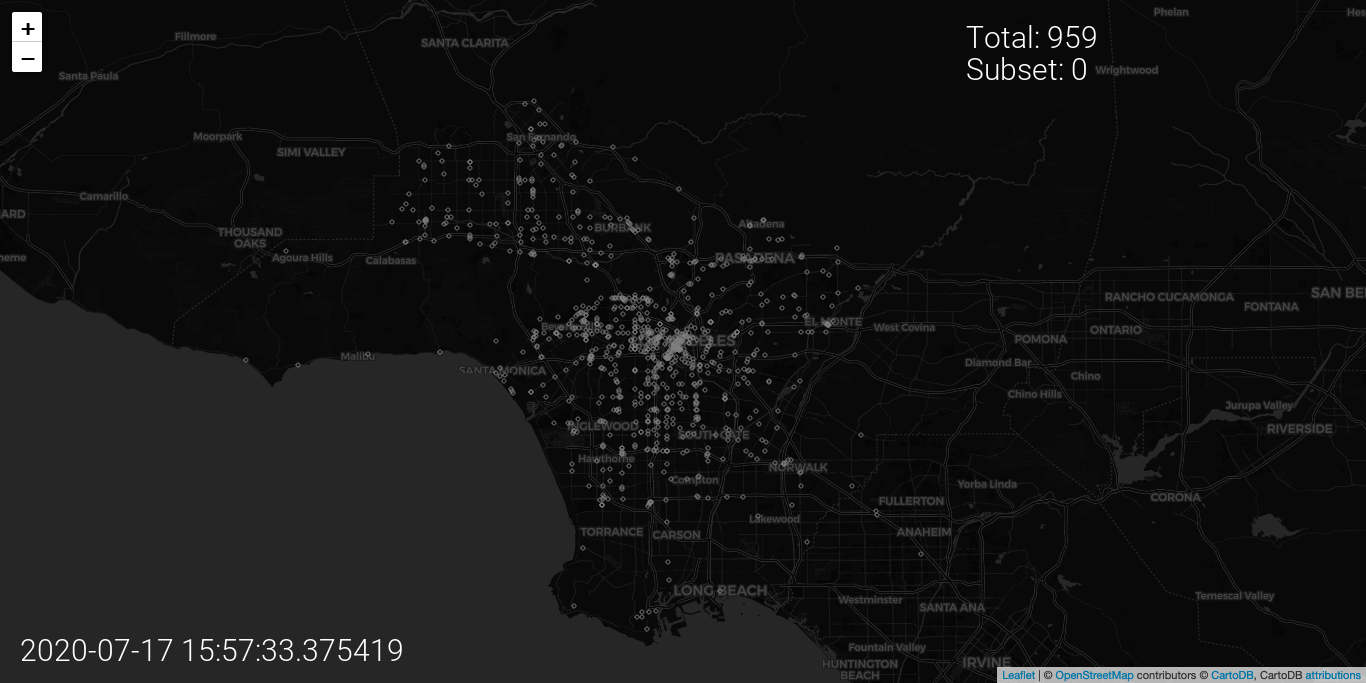 +
−
Total: 959
Subset: 0
Phelan
Hes
Fillmore
SANTA CLARITA
Santa Paula
Wrightwood
Moorpark
San Fernando
SIMI VALLEY
Camarillo
ARD
THOUSAND
OAKS
BURBANK
Altadena
neme
Agoura Hills
Calabasas
PASADENA
RANCHO CUCAMONGA
SAN BE
FONTANA
EL MONTE
West Covina
ONTARIO
POMONA
Malibu
SANTA MONICA
Diamond Bar
Chino
Chino Hills
Jurupa Valley
RIVERSIDE
INGLEWOOD
SOUTH GATE
Hawthorne
NORWALK
Compton
Yorba Linda
CORONA
FULLERTON
Lakewood
TORRANCE
CARSON
ANAHEIM
LONG BEACH
Westminster
SANTA ANA
Temescal Valley
Fountain Valley
HUNTINGTON
BEACH
IRVINE
2020-07-17 15:57:33.375419
Leaflet | © OpenStreetMap contributors © CartoDB, CartoDB attributions